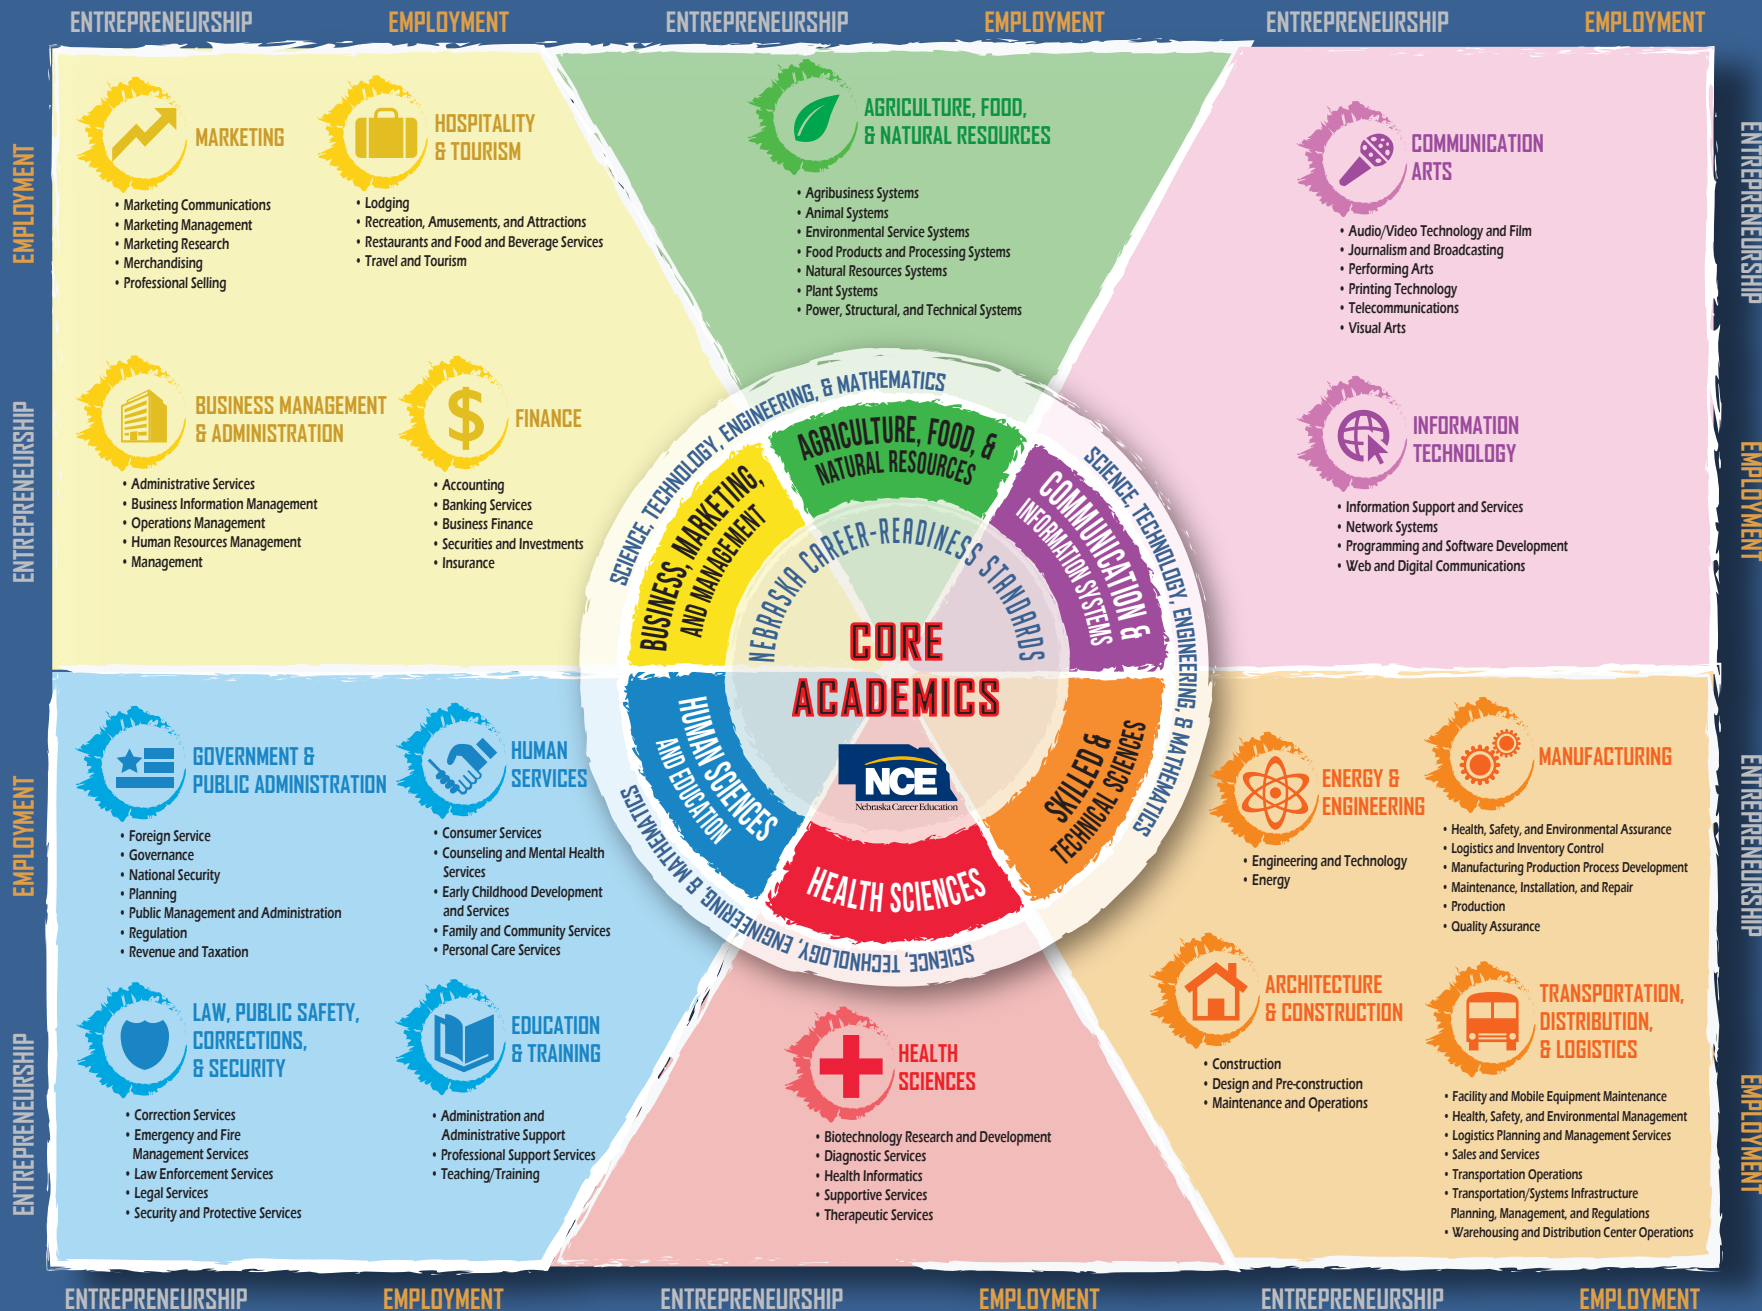 ENTREPRENEURSHIP EMPLOYMENT ENTREPRENEURSHIP EMPLOYMENT ENTREPRENEURSHIP EMPLOYMENT
EMPLOYMENT
ENTREPRENEURSHIP
EMPLOYMENT
ENTREPRENEURSHIP
MARKETING
• Marketing Communications
• Marketing Management
• Marketing Research
• Merchandising
• Professional Selling
HOSPITALITY
& TOURISM
• Lodging
• Recreation, Amusements, and Attractions
• Restaurants and Food and Beverage Services
• Travel and Tourism
BUSINESS MANAGEMENT
& ADMINISTRATION
• Administrative Services
• Business Information Management
• Operations Management
• Human Resources Management
• Management
FINANCE
• Accounting
• Banking Services
• Business Finance
• Securities and Investments
• Insurance
AGRICULTURE, FOOD,
& NATURAL RESOURCES
• Agribusiness Systems
• Animal Systems
• Environmental Service Systems
• Food Products and Processing Systems
• Natural Resources Systems
• Plant Systems
• Power, Structural, and Technical Systems
COMMUNICATION
ARTS
• Audio/Video Technology and Film
• Journalism and Broadcasting
• Performing Arts
• Printing Technology
• Telecommunications
• Visual Arts
INFORMATION
TECHNOLOGY
• Information Support and Services
• Network Systems
• Programming and Software Development
• Web and Digital Communications
SCIENCE, TECHNOLOGY, ENGINEERING, & MATHEMATICS
SCIENCE, TECHNOLOGY, ENGINEERING, & MATHEMATICS
SCIENCE, TECHNOLOGY, ENGINEERING, & MATHEMATICS
AGRICULTURE, FOOD, &
NATURAL RESOURCES
COMMUNICATION &
INFORMATION SYSTEMS
SKILLED &
TECHNICAL SCIENCES
HEALTH SCIENCES
HUMAN SCIENCES
AND EDUCATION
BUSINESS, MARKETING,
AND MANAGEMENT
NEBRASKA CAREER-READINESS STANDARDS
CORE
ACADEMICS
NCE
Nebraska Career Education
GOVERNMENT &
PUBLIC ADMINISTRATION
• Foreign Service
• Governance
• National Security
• Planning
• Public Management and Administration
• Regulation
• Revenue and Taxation
HUMAN
SERVICES
• Consumer Services
• Counseling and Mental Health
Services
• Early Childhood Development
and Services
• Family and Community Services
• Personal Care Services
LAW, PUBLIC SAFETY,
CORRECTIONS,
& SECURITY
• Correction Services
• Emergency and Fire
Management Services
• Law Enforcement Services
• Legal Services
• Security and Protective Services
EDUCATION
& TRAINING
• Administration and
Administrative Support
• Professional Support Services
• Teaching/Training
HEALTH
SCIENCES
• Biotechnology Research and Development
• Diagnostic Services
• Health Informatics
• Supportive Services
• Therapeutic Services
ENERGY &
ENGINEERING
• Engineering and Technology
• Energy
MANUFACTURING
• Health, Safety, and Environmental Assurance
• Logistics and Inventory Control
• Manufacturing Production Process Development
• Maintenance, Installation, and Repair
• Production
• Quality Assurance
ARCHITECTURE
& CONSTRUCTION
• Construction
• Design and Pre-construction
• Maintenance and Operations
TRANSPORTATION,
DISTRIBUTION,
& LOGISTICS
• Facility and Mobile Equipment Maintenance
• Health, Safety, and Environmental Management
• Logistics Planning and Management Services
• Sales and Services
• Transportation Operations
• Transportation/Systems Infrastructure
Planning, Management, and Regulations
• Warehousing and Distribution Center Operations
ENTREPRENEURSHIP
EMPLOYMENT
ENTREPRENEURSHIP
EMPLOYMENT
ENTREPRENEURSHIP EMPLOYMENT ENTREPRENEURSHIP EMPLOYMENT ENTREPRENEURSHIP EMPLOYMENT